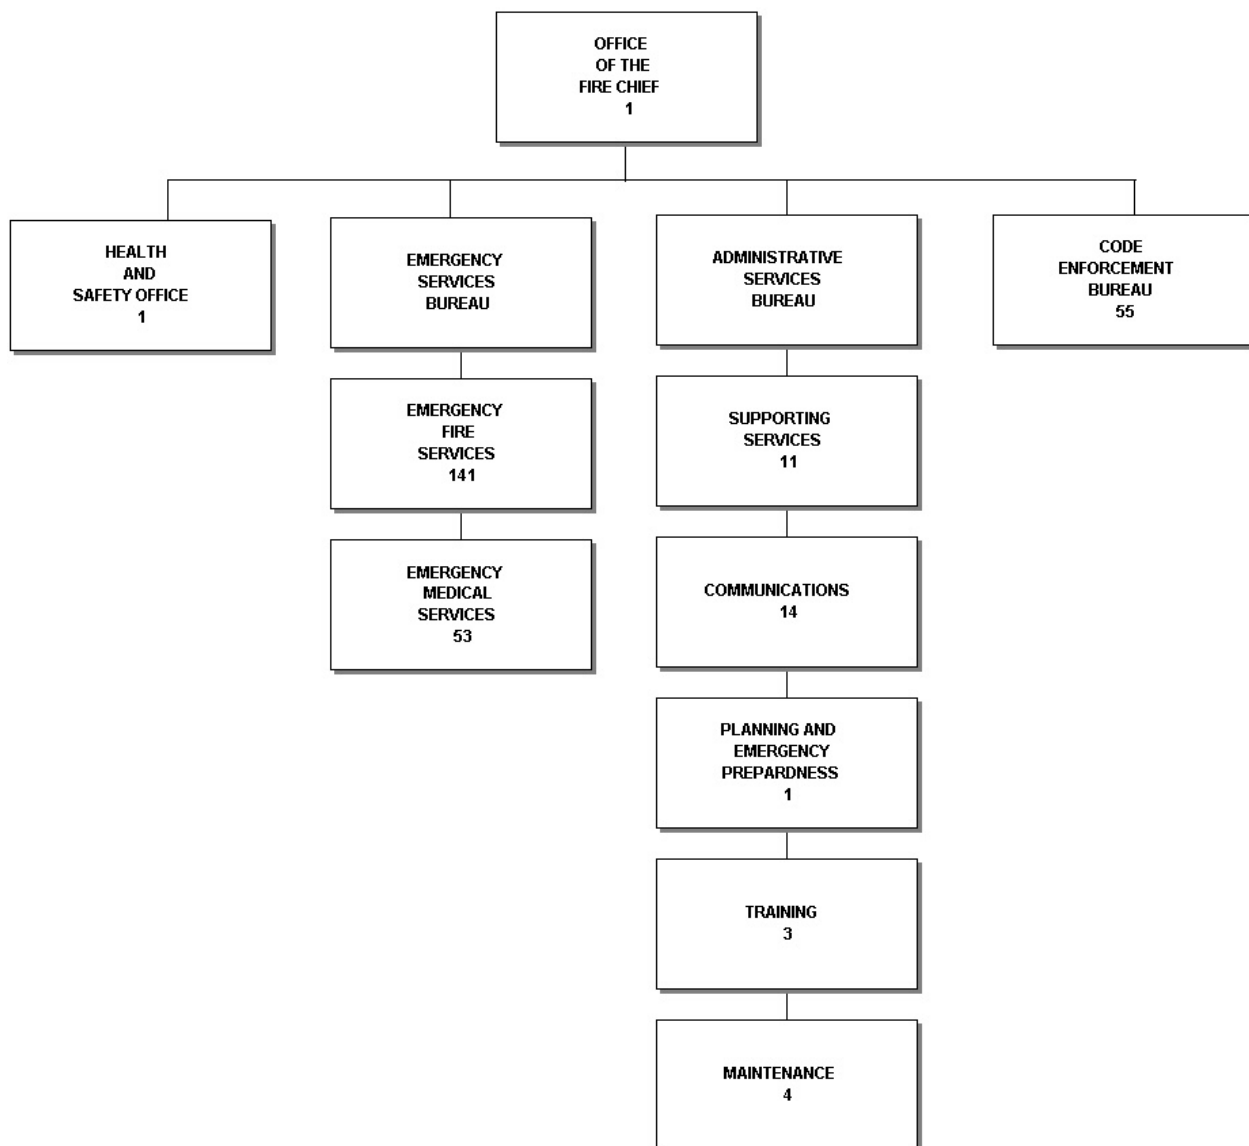 OFFICE
OF THE
FIRE CHIEF
1
HEALTH
AND
SAFETY OFFICE
1
EMERGENCY
SERVICES
BUREAU
ADMINISTRATIVE
SERVICES
BUREAU
CODE
ENFORCEMENT
BUREAU
55
EMERGENCY
FIRE
SERVICES
141
SUPPORTING
SERVICES
11
EMERGENCY
MEDICAL
SERVICES
53
COMMUNICATIONS
14
PLANNING AND
EMERGENCY
PREPARDNESS
1
TRAINING
3
MAINTENANCE
4